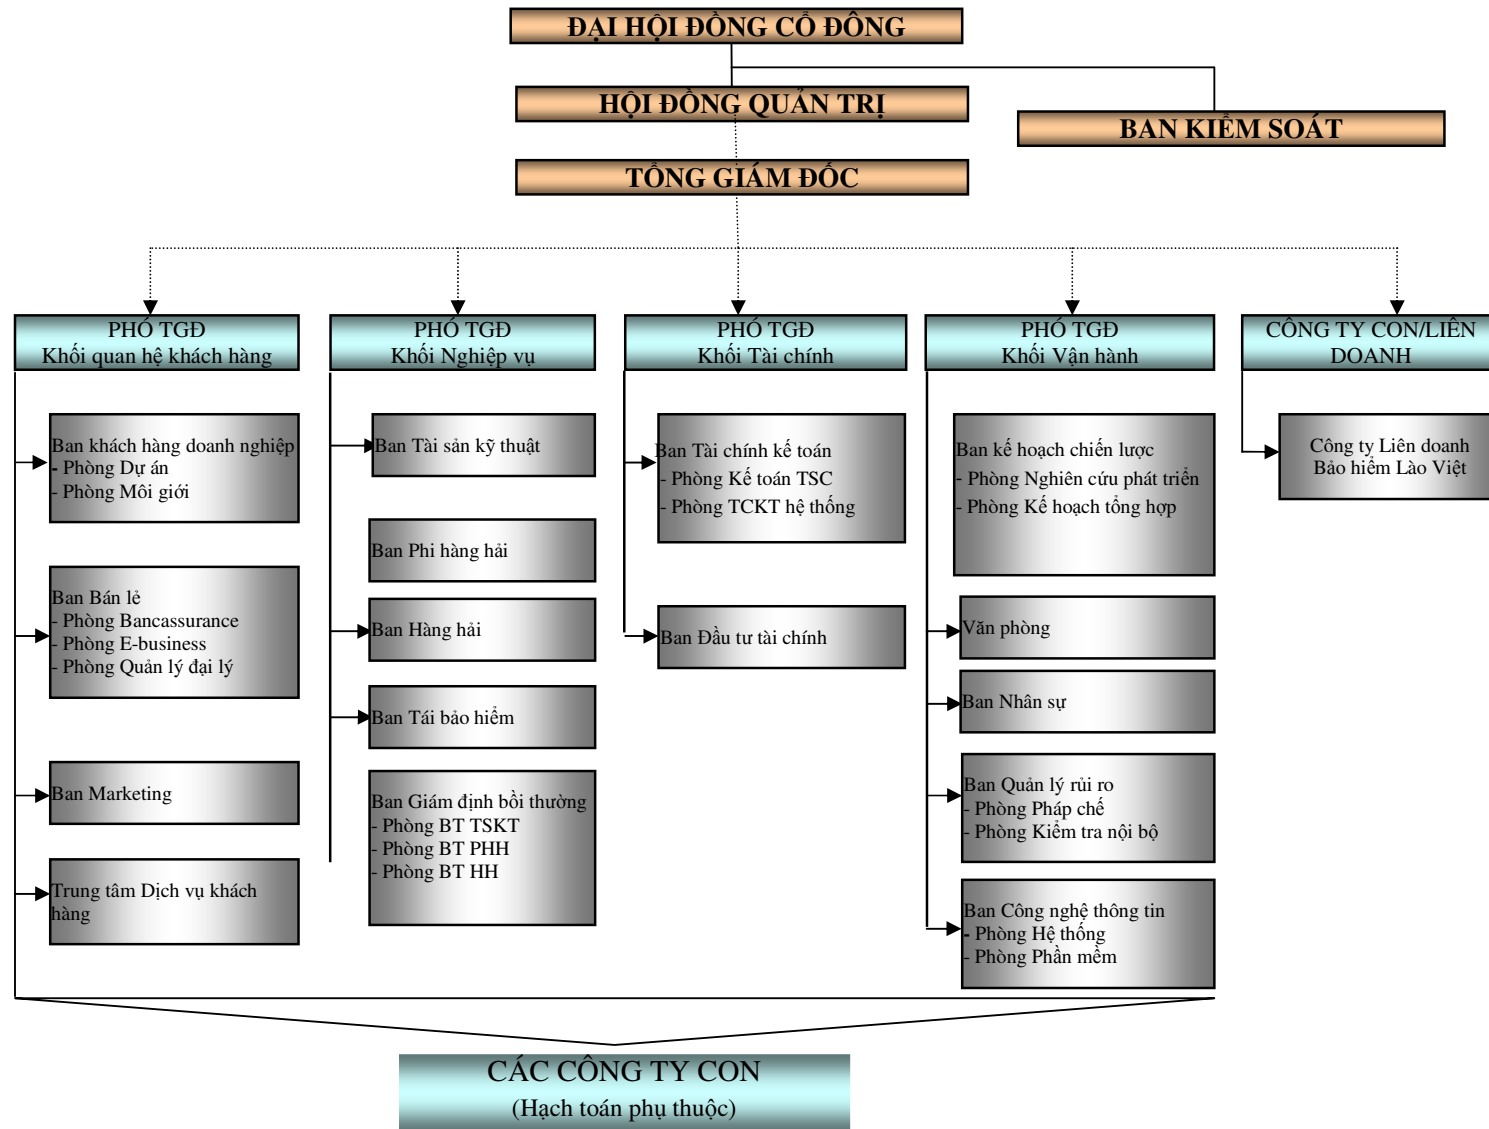 ĐẠI HỘI ĐỒNG CỔ ĐÔNG
HỘI ĐỒNG QUẢN TRỊ
BAN KIỂM SOÁT
TỔNG GIÁM ĐỐC
PHÓ TGĐ
Khối quan hệ khách hàng
PHÓ TGĐ
Khối Nghiệp vụ
PHÓ TGĐ
Khối Tài chính
PHÓ TGĐ
Khối Vận hành
CÔNG TY CON/LIÊN
DOANH
Ban khách hàng doanh nghiệp
- Phòng Dự án
- Phòng Môi giới
Ban Bán lẻ
- Phòng Bancassurance
- Phòng E-business
- Phòng Quản lý đại lý
Ban Marketing
Trung tâm Dịch vụ khách
hàng
Ban Tài sản kỹ thuật
Ban Phi hàng hải
Ban Hàng hải
Ban Tái bảo hiểm
Ban Giám định bồi thường
- Phòng BT TSKT
- Phòng BT PHH
- Phòng BT HH
Ban Tài chính kế toán
- Phòng Kế toán TSC
- Phòng TCKT hệ thống
Ban Đầu tư tài chính
Ban kế hoạch chiến lược
- Phòng Nghiên cứu phát triển
- Phòng Kế hoạch tổng hợp
Văn phòng
Ban Nhân sự
Ban Quản lý rủi ro
- Phòng Pháp chế
- Phòng Kiểm tra nội bộ
Ban Công nghệ thông tin
- Phòng Hệ thống
- Phòng Phần mềm
Công ty Liên doanh
Bảo hiểm Lào Việt
CÁC CÔNG TY CON
(Hạch toán phụ thuộc)